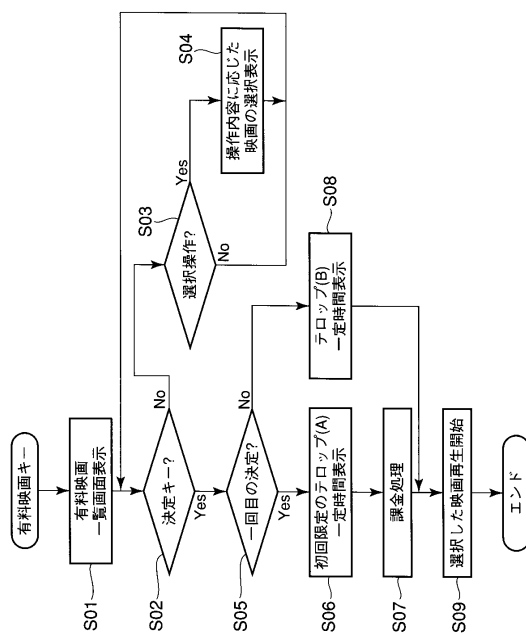 有料映画キー
S01
有料映画
一覧画面表示
S02
決定キー?
No
Yes
S03
選択操作?
Yes
No
S04
操作内容に応じた
映画の選択表示
S05
一回目の決定?
No
Yes
S06
初回限定のテロップ(A)
一定時間表示
S08
テロップ(B)
一定時間表示
S07
課金処理
S09
選択した映画再生開始
エンド